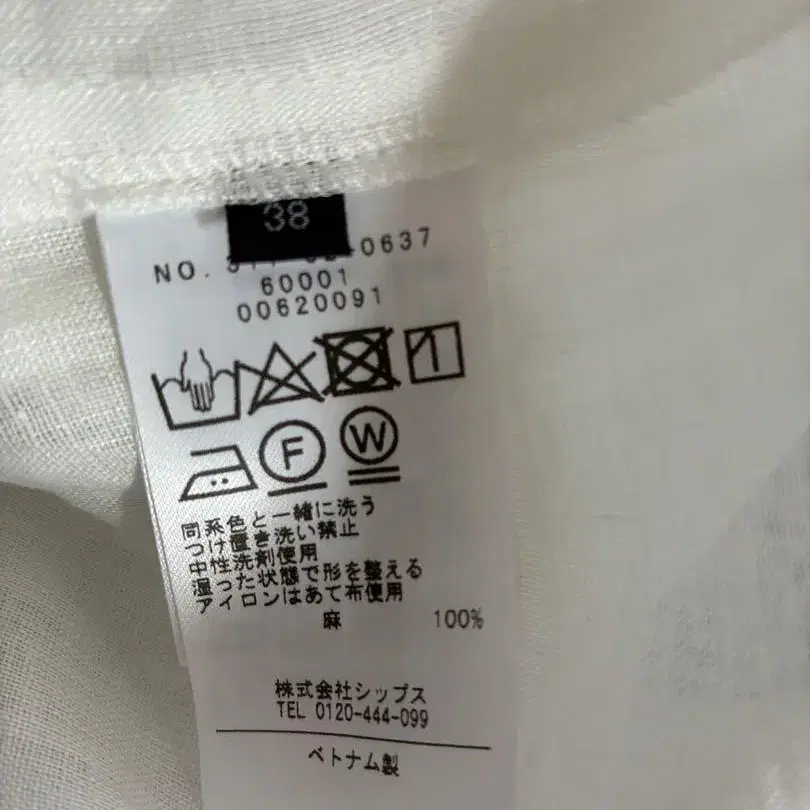 38
NO. 0637
60001
00620091
F W
同系色と一緒に洗う
つけ置き洗い禁止
中性洗剤使用
湿った状態で形を整える
アイロンはあて布使用
麻 100%
株式会社シップス
TEL 0120-444-099
ベトナム製